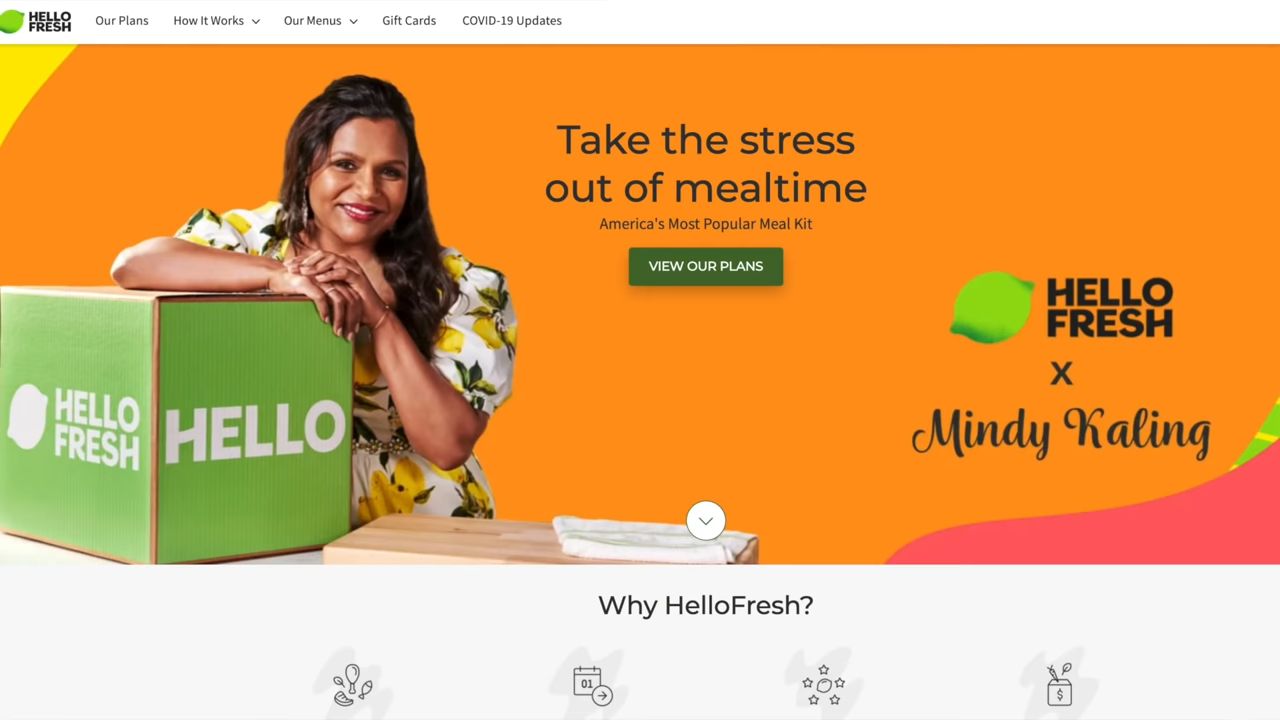 HELLO
FRESH
Our Plans
How It Works
Our Menus
Gift Cards
COVID-19 Updates
Take the stress
out of mealtime
America's Most Popular Meal Kit
VIEW OUR PLANS
HELLO
FRESH
X
Mindy Kaling
HELLO
FRESH
HELLO
Why HelloFresh?
01
$